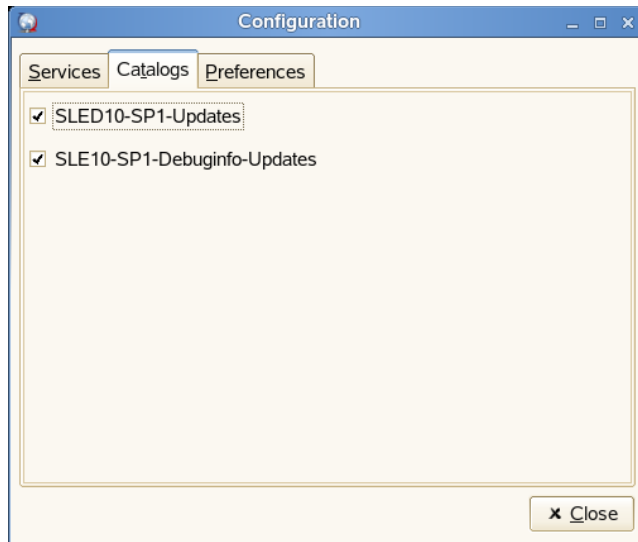 Configuration
Services Catalogs Preferences
SLED10-SP1-Updates
SLE10-SP1-Debuginfo-Updates
Close